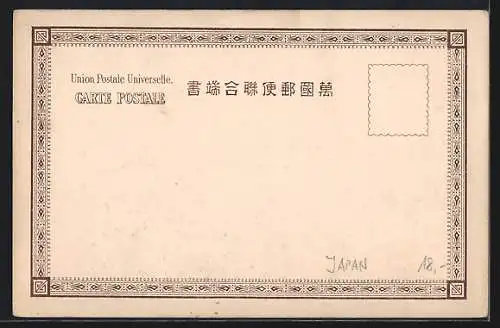 Union Postale Universelle.
CARTE POSTALE
書端合聯便郵國萬
JAPAN 18,-